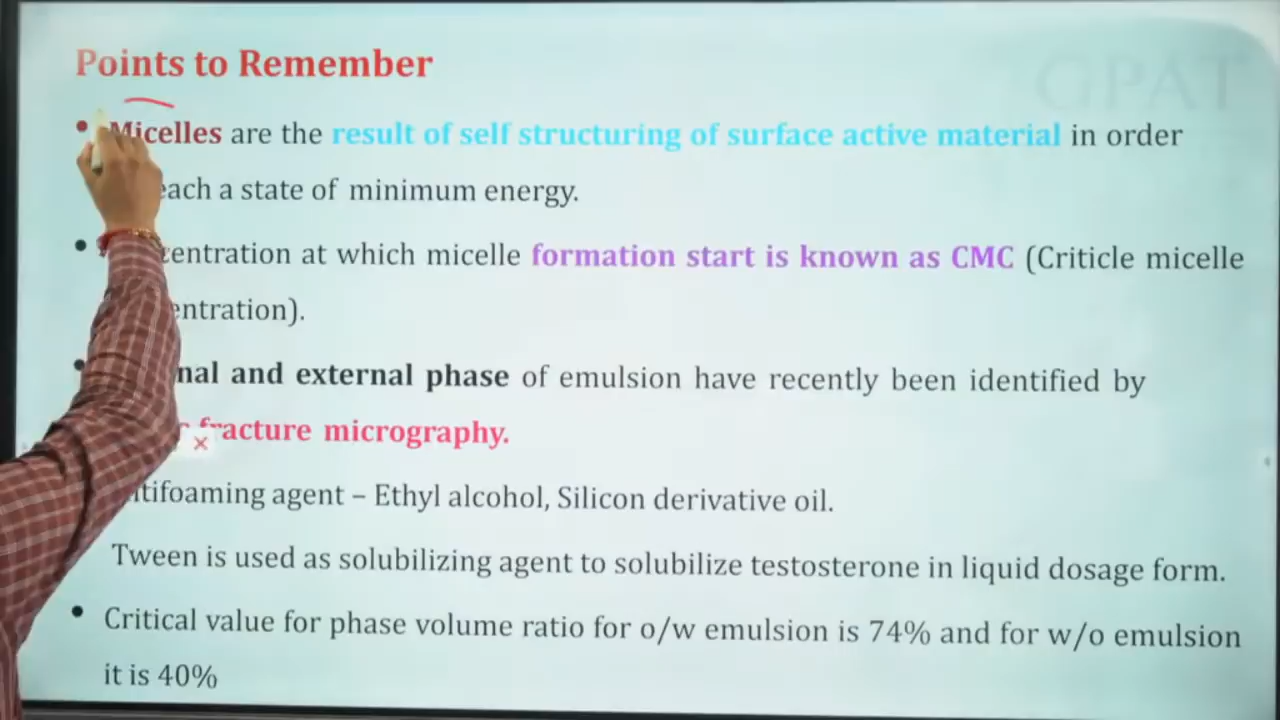 GPAT
Points to Remember
• Micelles are the result of self structuring of surface active material in order
each a state of minimum energy.
• centration at which micelle formation start is known as CMC (Criticle micelle
entration).
• nal and external phase of emulsion have recently been identified by
fracture micrography.
tifoaming agent – Ethyl alcohol, Silicon derivative oil.
Tween is used as solubilizing agent to solubilize testosterone in liquid dosage form.
• Critical value for phase volume ratio for o/w emulsion is 74% and for w/o emulsion
it is 40%